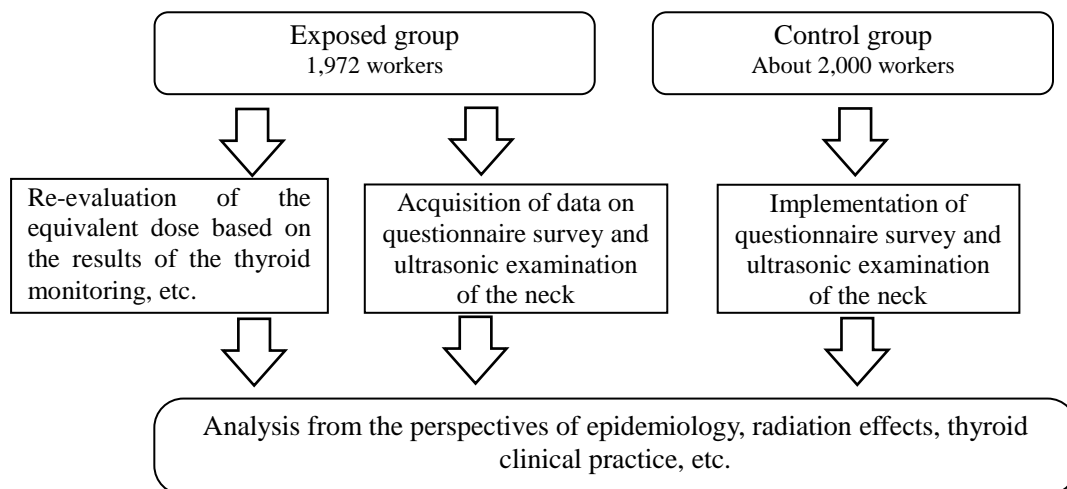 Exposed group
1,972 workers
Control group
About 2,000 workers
Re-evaluation of the
equivalent dose based on
the results of the thyroid
monitoring, etc.
Acquisition of data on
questionnaire survey and
ultrasonic examination
of the neck
Implementation of
questionnaire survey and
ultrasonic examination
of the neck
Analysis from the perspectives of epidemiology, radiation effects, thyroid
clinical practice, etc.